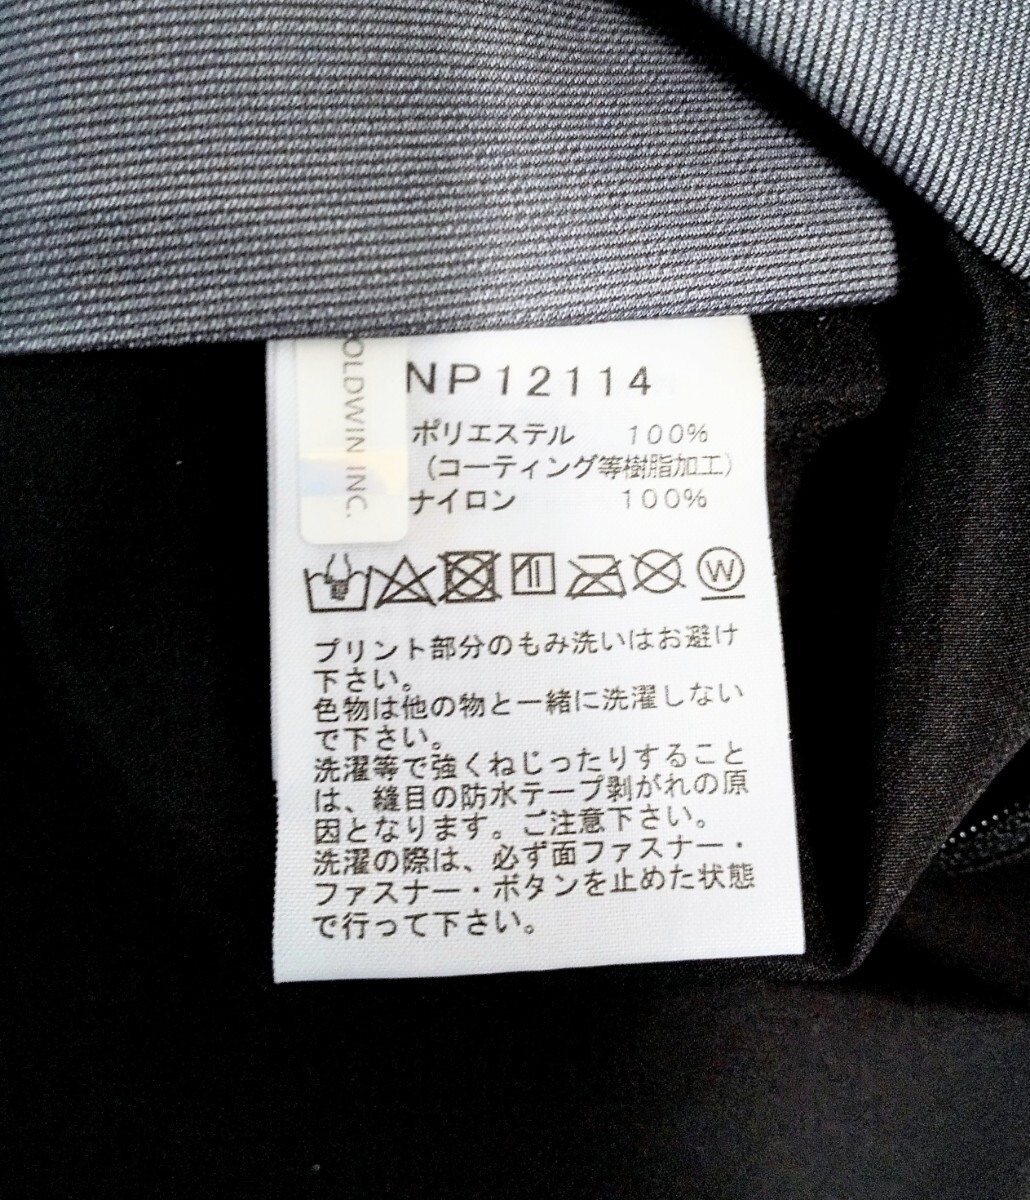 OLDWIN INC.
NP12114
ポリエステル 100%
(コーティング等樹脂加工)
ナイロン 100%
W
プリント部分のもみ洗いはお避け
下さい。
色物は他の物と一緒に洗濯しない
で下さい。
洗濯等で強くねじったりすること
は、縫目の防水テープ剥がれの原
因となります。ご注意下さい。
洗濯の際は、必ず面ファスナー・
ファスナー・ボタンを止めた状態
で行って下さい。